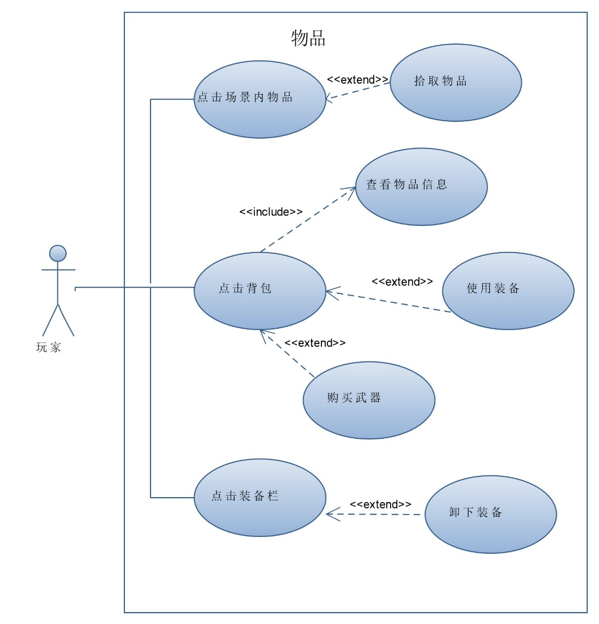 物品
<<extend>>
拾取物品
点击场景内物品
查看物品信息
<<include>>
<<extend>>
点击背包
使用装备
<<extend>>
玩家
购买武器
点击装备栏
<<extend>>
卸下装备